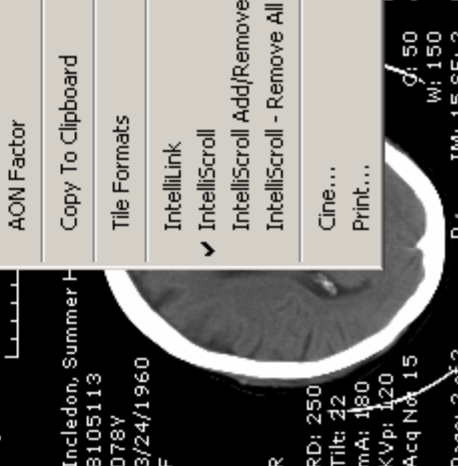 AON Factor
Copy To Clipboard
Tile Formats
IntelliLink
IntelliScroll
IntelliScroll Add/Remove
IntelliScroll - Remove All
Cine...
Print...
Incledon, Summer
8105113
078Y
3/24/1960
F
R
RD: 250
Tilt: 22
mA: 180
KVp: 120
Acq No: 15
: 50
W: 150